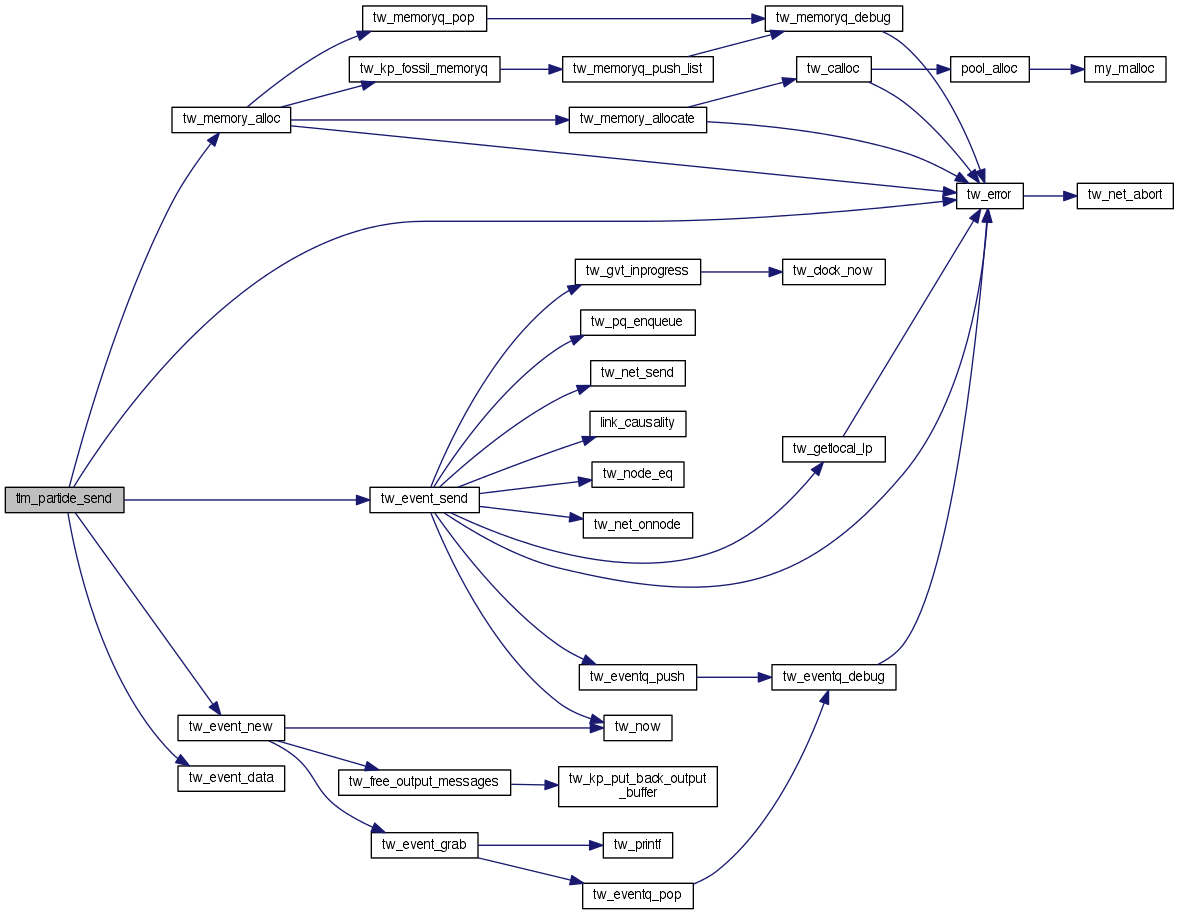 tw_memoryq_pop
tw_memoryq_debug
tw_kp_fossil_memoryq
tw_memoryq_push_list
tw_calloc
pool_alloc
my_malloc
tw_memory_alloc
tw_memory_allocate
tw_error
tw_net_abort
tw_gvt_inprogress
tw_clock_now
tw_pq_enqueue
tw_net_send
link_causality
tw_getlocal_lp
tw_node_eq
tlm_particle_send
tw_event_send
tw_net_onnode
tw_eventq_push
tw_eventq_debug
tw_event_new
tw_now
tw_event_data
tw_free_output_messages
tw_kp_put_back_output
_buffer
tw_event_grab
tw_printf
tw_eventq_pop